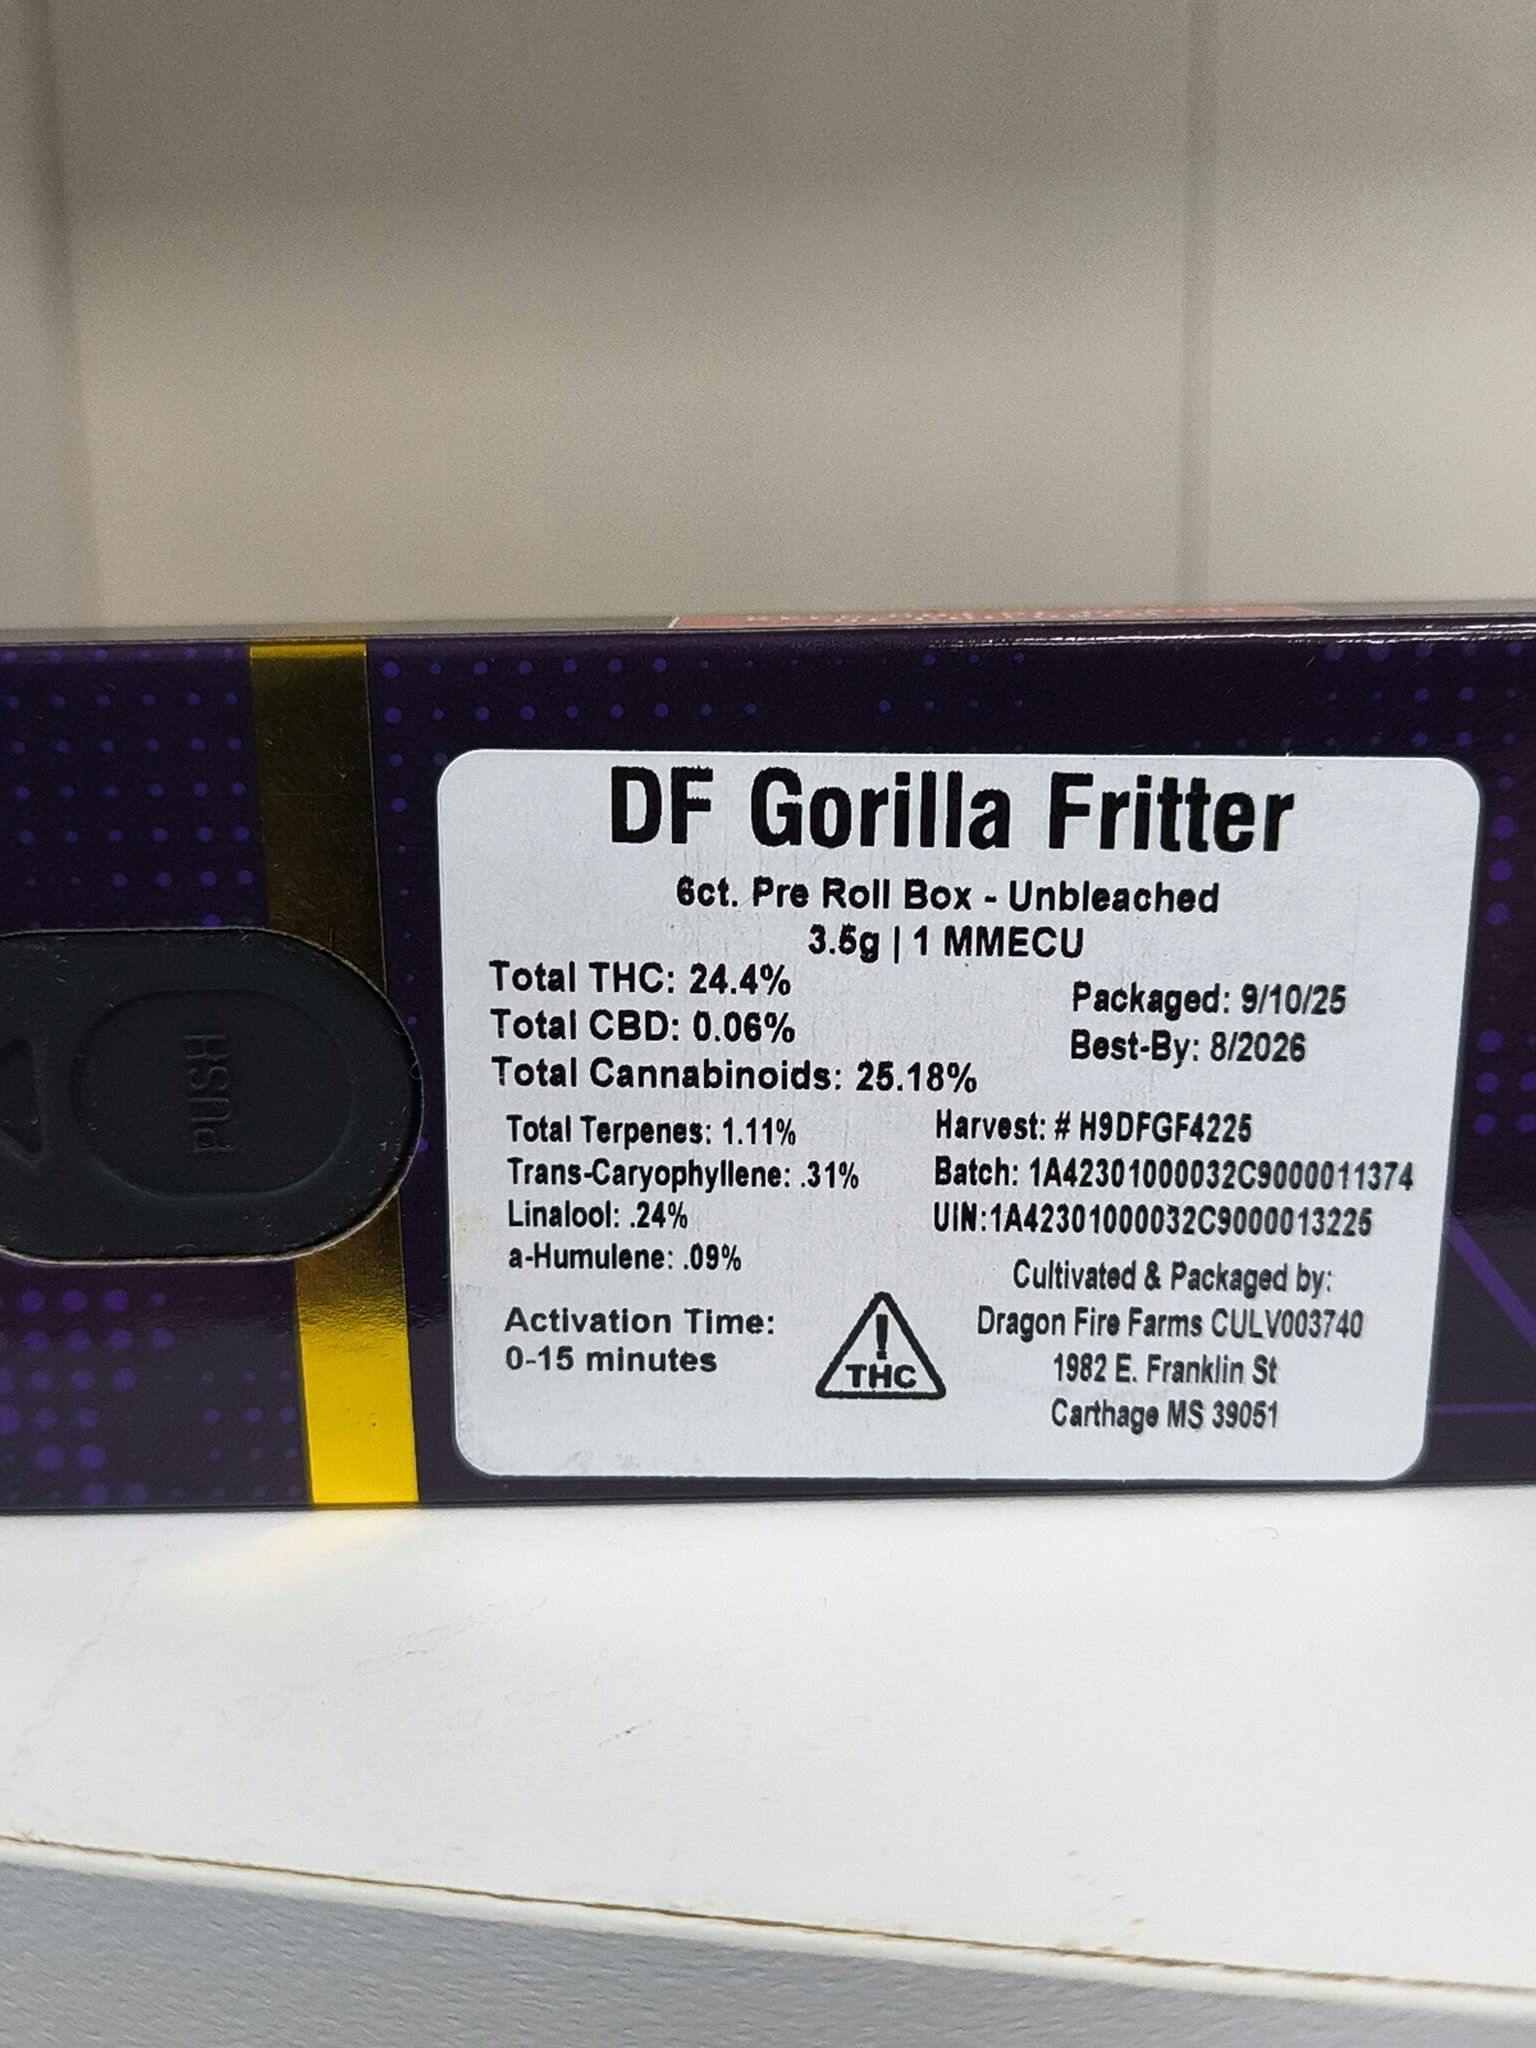 DF Gorilla Fritter
6ct. Pre Roll Box - Unbleached
3.5g | 1 MMECU
Total THC: 24.4%
Total CBD: 0.06%
Total Cannabinoids: 25.18%
Packaged: 9/10/25
Best-By: 8/2026
Total Terpenes: 1.11%
Trans-Caryophyllene: .31%
Linalool: .24%
a-Humulene: .09%
Harvest: # H9DFGF4225
Batch: 1A42301000032C9000011374
UIN:1A42301000032C9000013225
Activation Time:
0-15 minutes
!
THC
Cultivated & Packaged by:
Dragon Fire Farms CULV003740
1982 E. Franklin St
Carthage MS 39051
PUSH